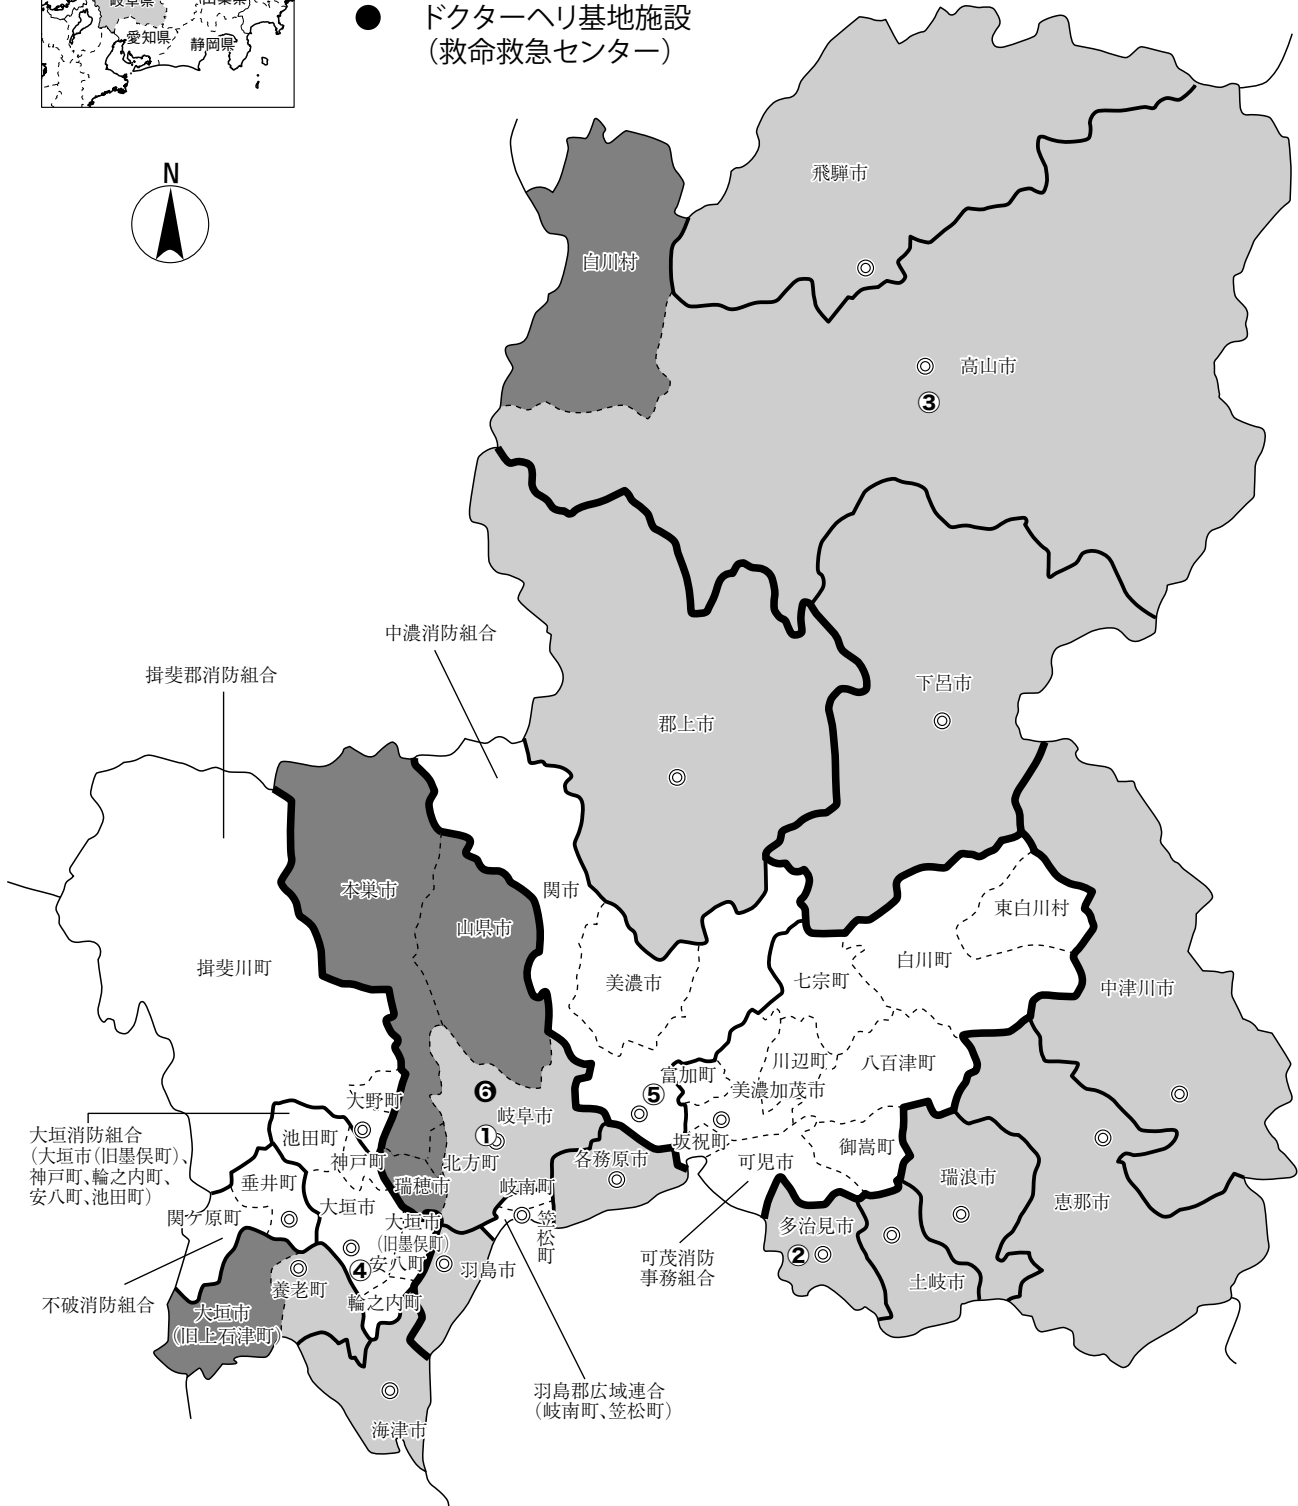 岐阜県
山梨県
愛知県
静岡県
● ドクターヘリ基地施設
（救命救急センター）
N
飛騨市
白川村
高山市
③
中濃消防組合
揖斐郡消防組合
下呂市
郡上市
本巣市
関市
山県市
東白川村
揖斐川町
美濃市
七宗町
白川町
中津川市
川辺町
八百津町
富加町
美濃加茂市
⑤
❻
大野町
岐阜市
①
大垣消防組合
（大垣市（旧墨俣町）、
神戸町、輪之内町、
安八町、池田町）
池田町
神戸町
北方町
坂祝町
御嵩町
各務原市
可児市
垂井町
瑞穂市
岐南町
瑞浪市
恵那市
大垣市
関ケ原町
大垣市
（旧墨俣町）
笠松町
多治見市
②
安八町
④
羽島市
可茂消防
事務組合
土岐市
養老町
輪之内町
不破消防組合
大垣市
（旧上石津町）
羽島郡広域連合
（岐南町、笠松町）
海津市